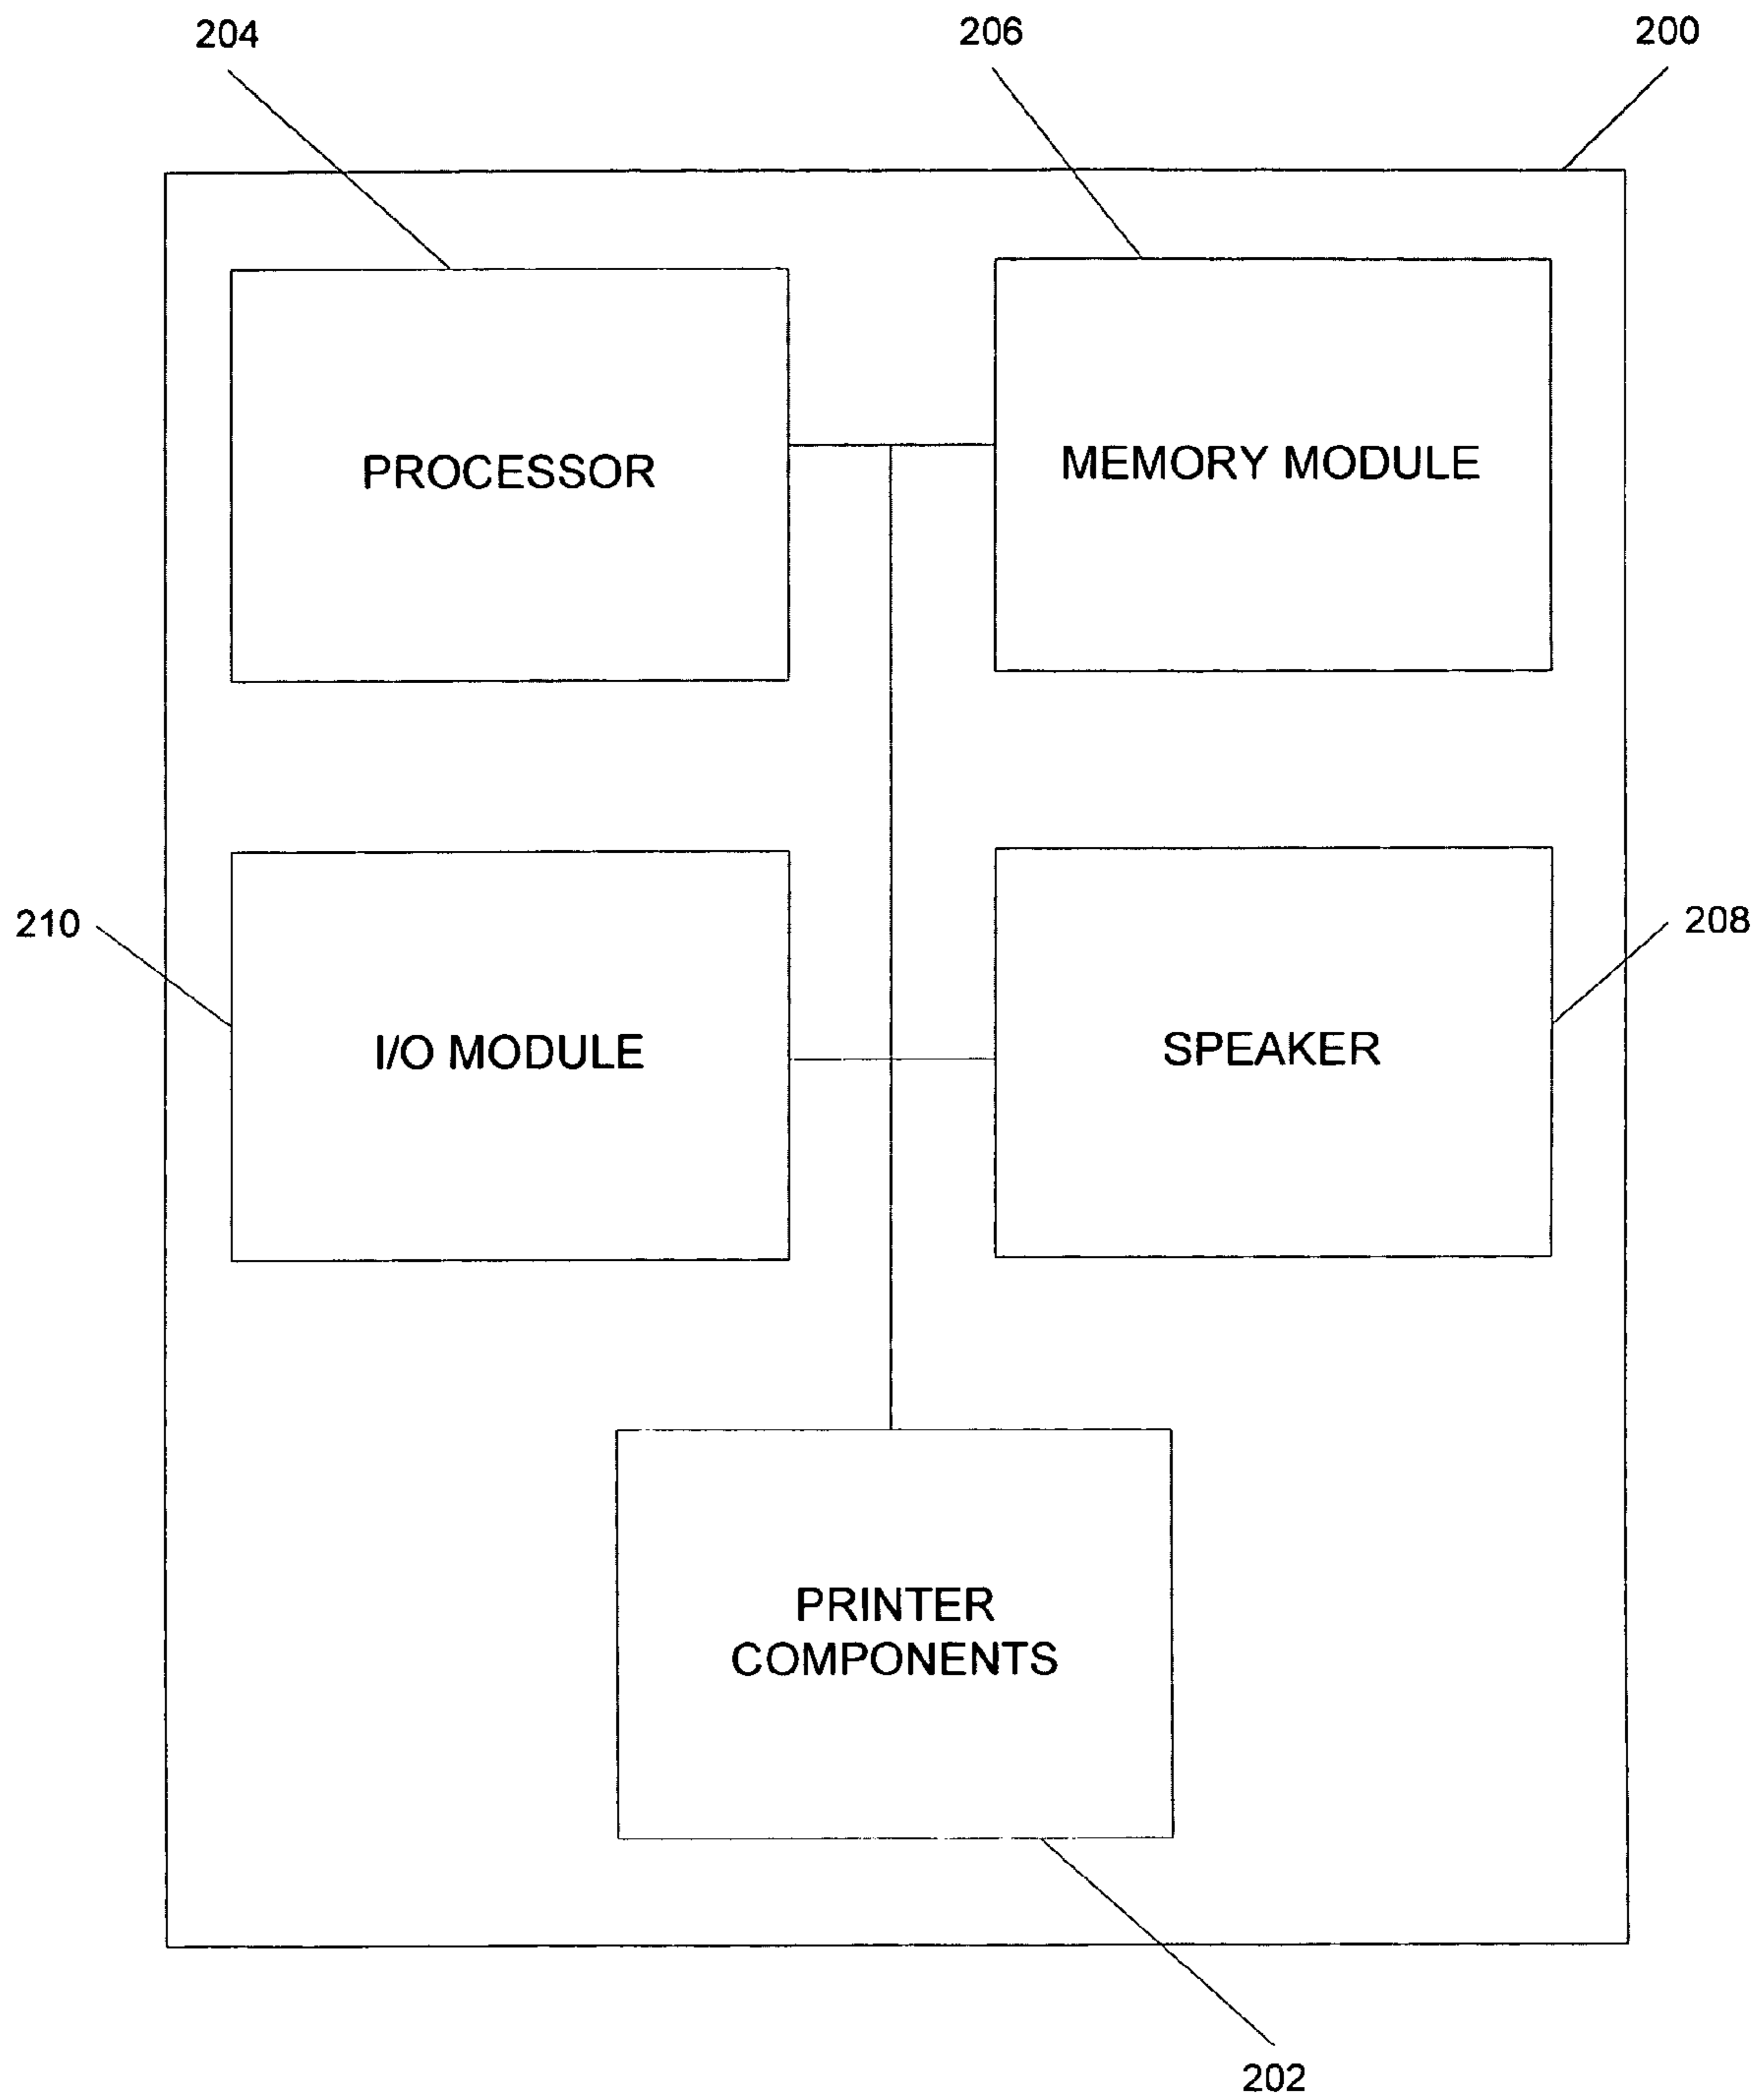 204
206
200
PROCESSOR
MEMORY MODULE
210
208
I/O MODULE
SPEAKER
PRINTER
COMPONENTS
202